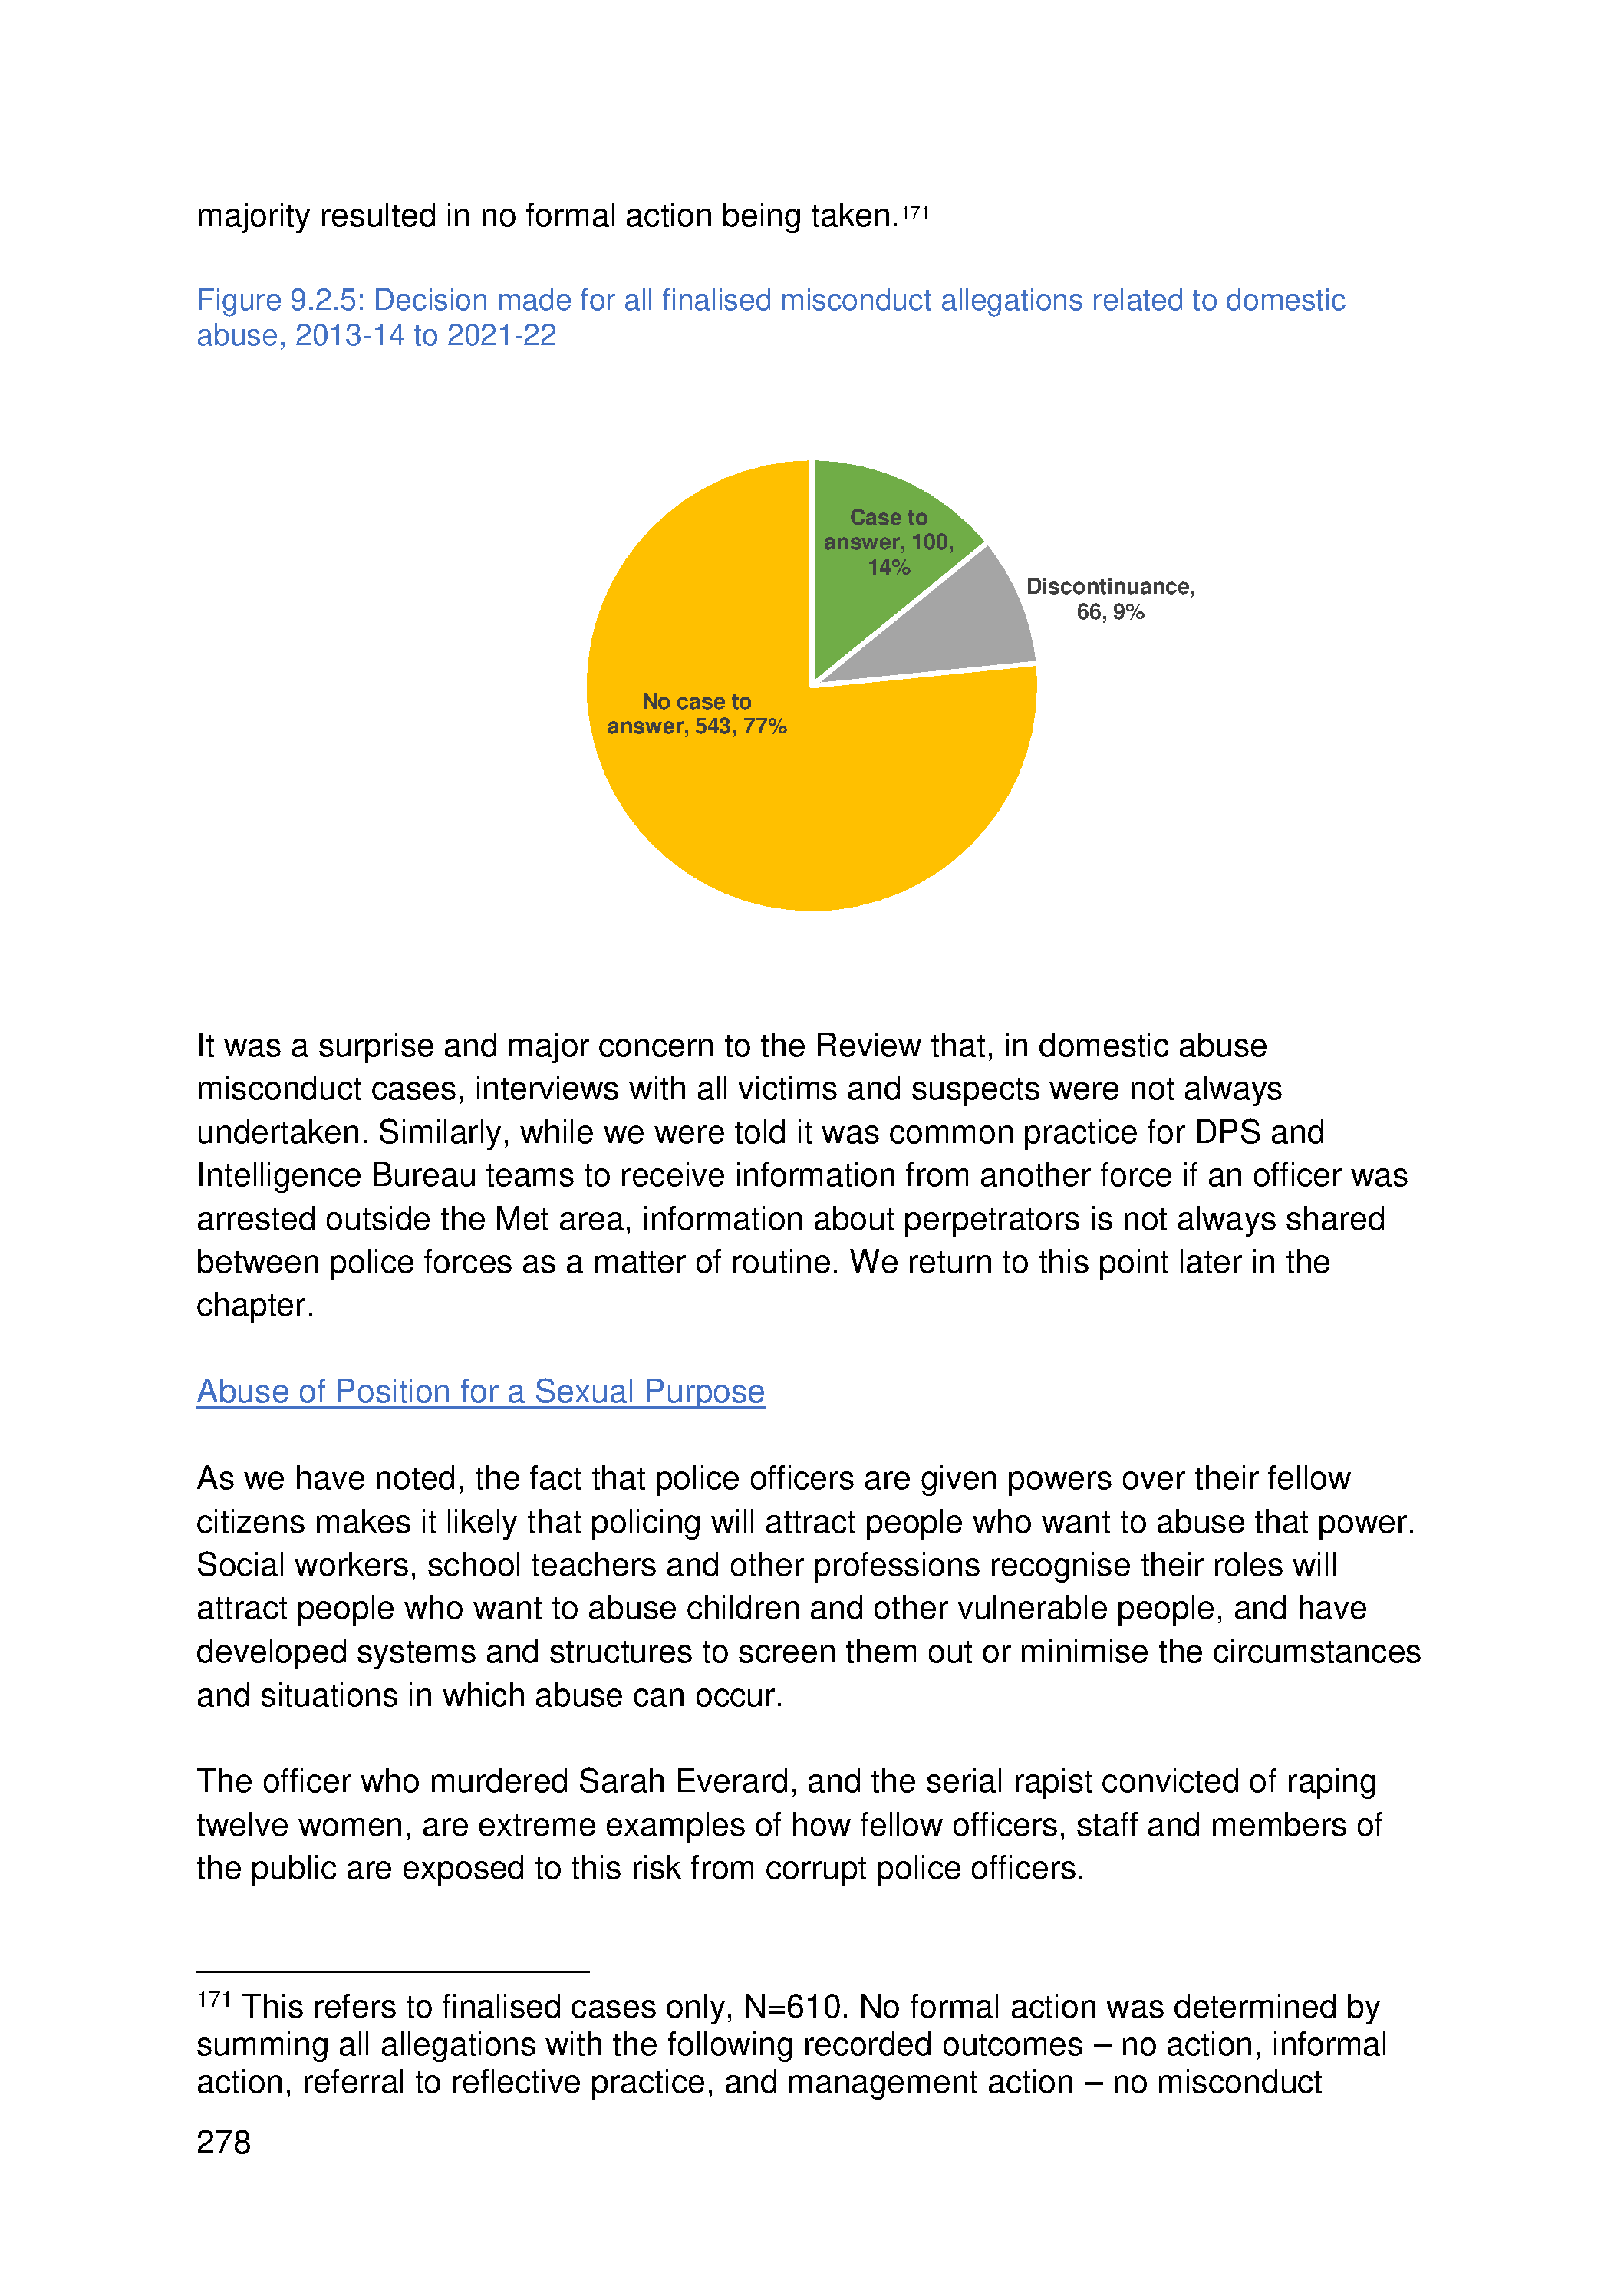 majority resulted in no formal action being taken.171
Figure 9.2.5: Decision made for all finalised misconduct allegations related to domestic
abuse, 2013-14 to 2021-22
Case to
answer, 100,
14%
Discontinuance,
66, 9%
No case to
answer, 543, 77%
It was a surprise and major concern to the Review that, in domestic abuse
misconduct cases, interviews with all victims and suspects were not always
undertaken. Similarly, while we were told it was common practice for DPS and
Intelligence Bureau teams to receive information from another force if an officer was
arrested outside the Met area, information about perpetrators is not always shared
between police forces as a matter of routine. We return to this point later in the
chapter.
Abuse of Position for a Sexual Purpose
As we have noted, the fact that police officers are given powers over their fellow
citizens makes it likely that policing will attract people who want to abuse that power.
Social workers, school teachers and other professions recognise their roles will
attract people who want to abuse children and other vulnerable people, and have
developed systems and structures to screen them out or minimise the circumstances
and situations in which abuse can occur.
The officer who murdered Sarah Everard, and the serial rapist convicted of raping
twelve women, are extreme examples of how fellow officers, staff and members of
the public are exposed to this risk from corrupt police officers.
171 This refers to finalised cases only, N=610. No formal action was determined by
summing all allegations with the following recorded outcomes – no action, informal
action, referral to reflective practice, and management action – no misconduct
278